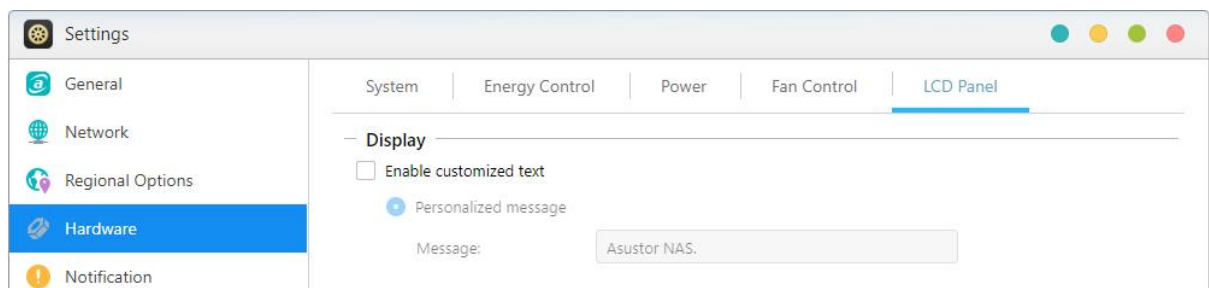 Settings
General
Network
Regional Options
Hardware
Notification
System Energy Control Power Fan Control LCD Panel
Display
Enable customized text
Personalized message
Message: Asustor NAS.